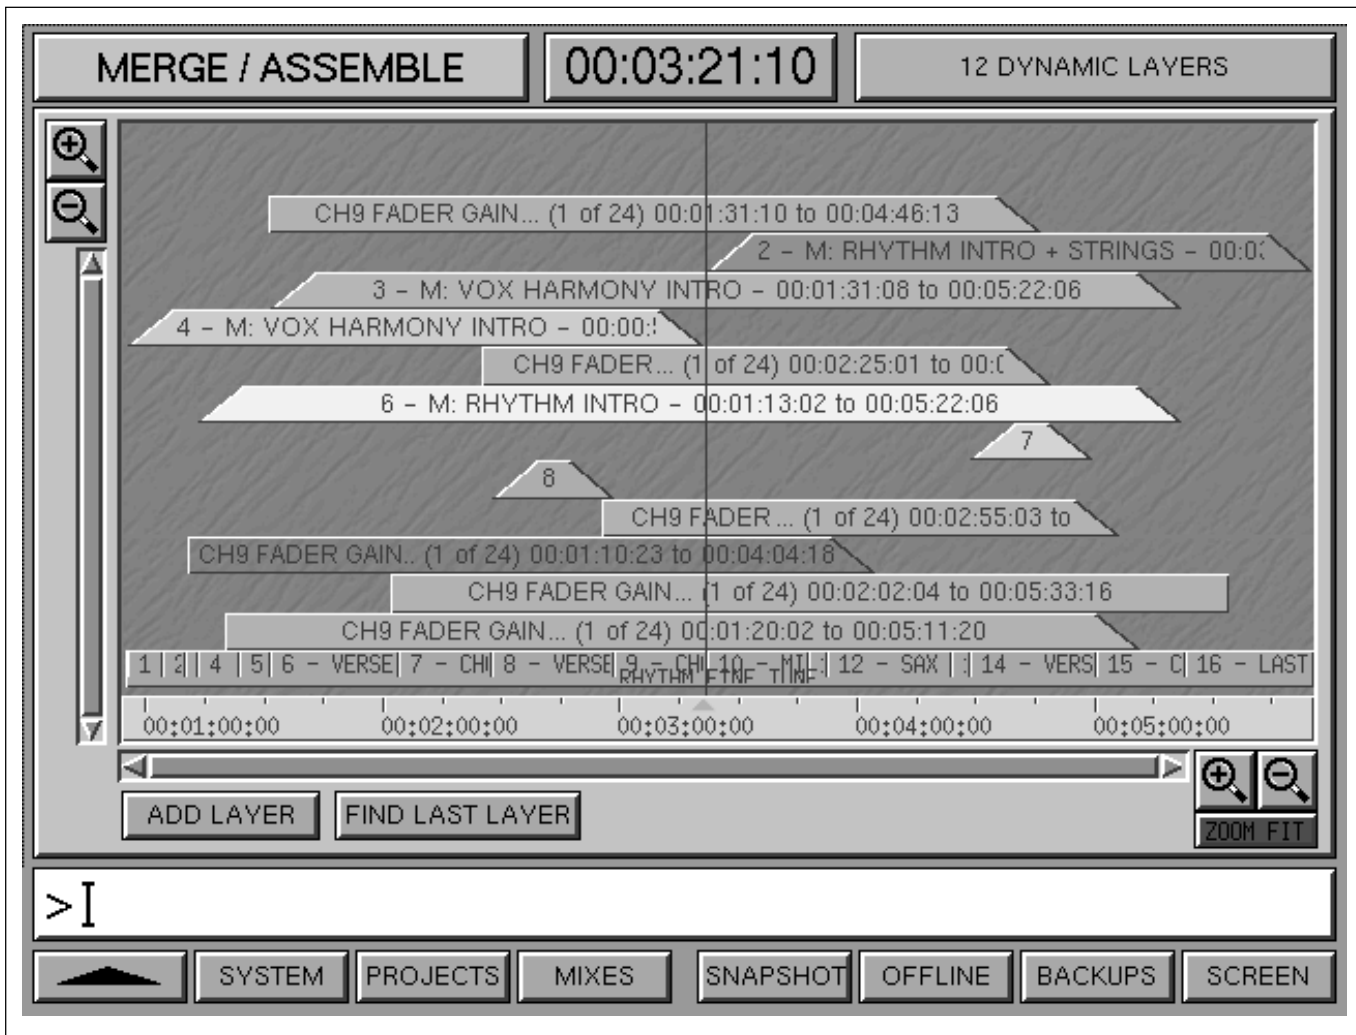 MERGE / ASSEMBLE
00:03:21:10
12 DYNAMIC LAYERS
CH9 FADER GAIN... (1 of 24) 00:01:31:10 to 00:04:46:13
2 – M: RHYTHM INTRO + STRINGS – 00:0
3 – M: VOX HARMONY INTRO – 00:01:31:08 to 00:05:22:06
4 – M: VOX HARMONY INTRO – 00:00:
CH9 FADER... (1 of 24) 00:02:25:01 to 00:0
6 – M: RHYTHM INTRO – 00:01:13:02 to 00:05:22:06
7
8
CH9 FADER ... (1 of 24) 00:02:55:03 to
CH9 FADER GAIN.. (1 of 24) 00:01:10:23 to 00:04:04:18
CH9 FADER GAIN... (1 of 24) 00:02:02:04 to 00:05:33:16
CH9 FADER GAIN... (1 of 24) 00:01:20:02 to 00:05:11:20
1 2 4 5 6 – VERSE 7 – CH 8 – VERSE 9 – CH 10 – MIL 12 – SAX 14 – VERS 15 – C 16 – LAST
RHYTHM FINE TUNE
00:01:00:00 00:02:00:00 00:03:00:00 00:04:00:00 00:05:00:00
ADD LAYER FIND LAST LAYER
ZOOM FIT
>
SYSTEM PROJECTS MIXES SNAPSHOT OFFLINE BACKUPS SCREEN